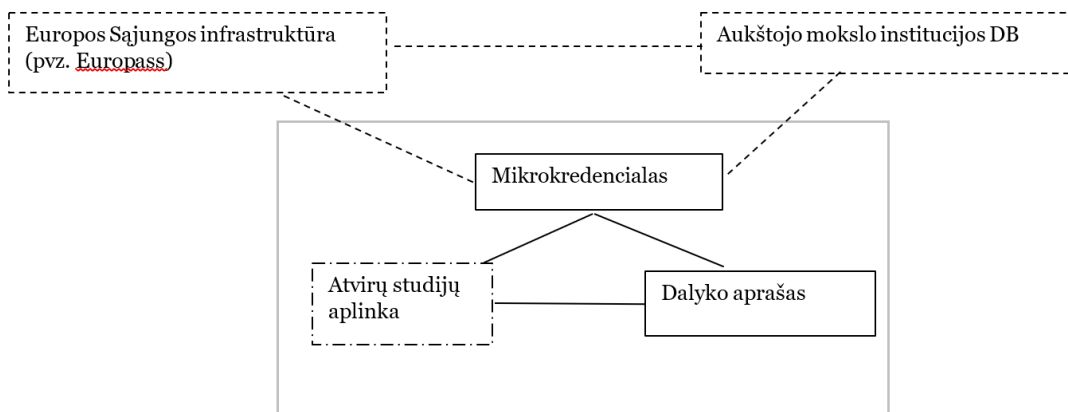 Europos Sąjungos infrastruktūra
(pvz. Europass)
Aukštojo mokslo institucijos DB
Mikrokredencialas
Atvirų studijų
aplinka
Dalyko aprašas